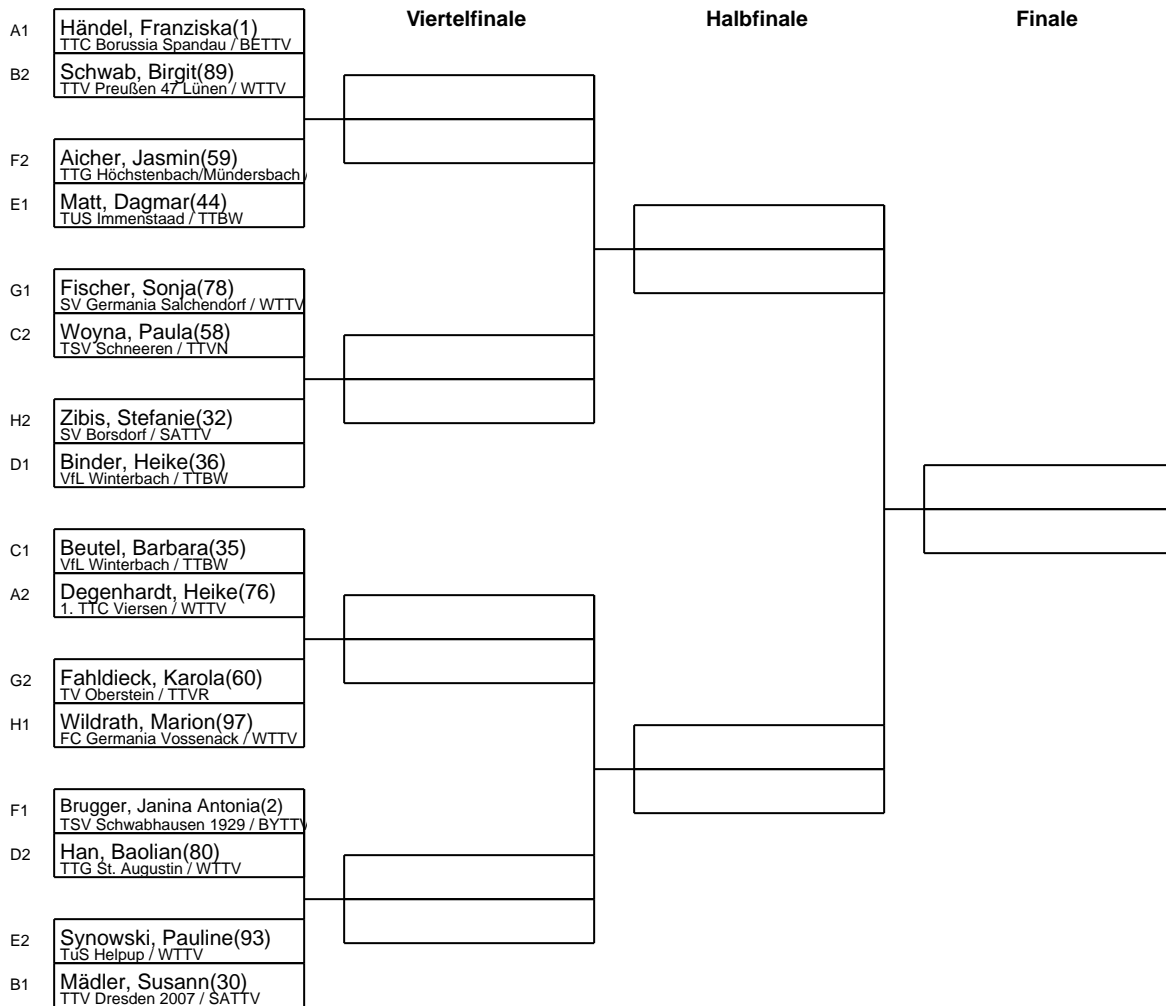 Viertelfinale
Halbfinale
Finale
A1
Händel, Franziska(1)
TTC Borussia Spandau / BETTV
B2
Schwab, Birgit(89)
TTV Preußen 47 Lünen / WTTV
F2
Aicher, Jasmin(59)
TTG Höchstenbach/Mündersbach /
E1
Matt, Dagmar(44)
TUS Immenstaad / TTBW
G1
Fischer, Sonja(78)
SV Germania Salchendorf / WTTV
C2
Woyna, Paula(58)
TSV Schneeren / TTVN
H2
Zibis, Stefanie(32)
SV Borsdorf / SATTV
D1
Binder, Heike(36)
VfL Winterbach / TTBW
C1
Beutel, Barbara(35)
VfL Winterbach / TTBW
A2
Degenhardt, Heike(76)
1. TTC Viersen / WTTV
G2
Fahldieck, Karola(60)
TV Oberstein / TTVR
H1
Wildrath, Marion(97)
FC Germania Vossenack / WTTV
F1
Brugger, Janina Antonia(2)
TSV Schwabhausen 1929 / BYTTV
D2
Han, Baolian(80)
TTG St. Augustin / WTTV
E2
Synowski, Pauline(93)
TuS Helpup / WTTV
B1
Mädler, Susann(30)
TTV Dresden 2007 / SATTV